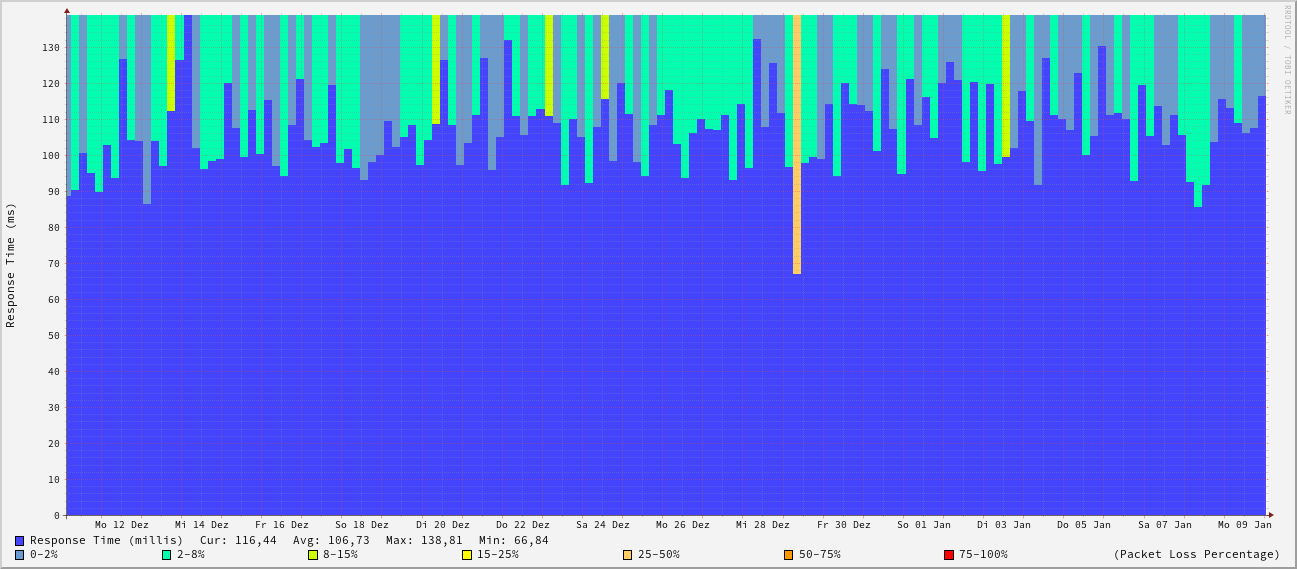 RRDTOOL / TOBI OETIKER
Response Time (ms)
130
120
110
100
90
80
70
60
50
40
30
20
10
0
Mo 12 Dez Mi 14 Dez Fr 16 Dez So 18 Dez Di 20 Dez Do 22 Dez Sa 24 Dez Mo 26 Dez Mi 28 Dez Fr 30 Dez So 01 Jan Di 03 Jan Do 05 Jan Sa 07 Jan Mo 09 Jan
Response Time (millis) Cur: 116,44 Avg: 106,73 Max: 138,81 Min: 66,84
0-2% 2-8% 8-15% 15-25% 25-50% 50-75% 75-100% (Packet Loss Percentage)